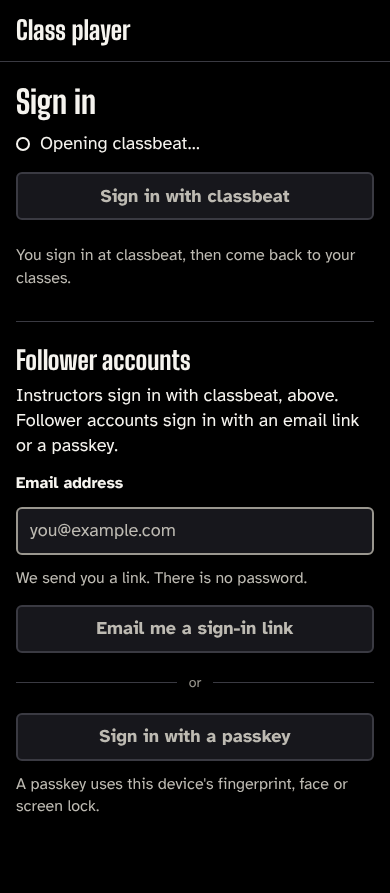 Class player
Sign in
Opening classbeat...
Sign in with classbeat
You sign in at classbeat, then come back to your
classes.
Follower accounts
Instructors sign in with classbeat, above.
Follower accounts sign in with an email link
or a passkey.
Email address
you@example.com
We send you a link. There is no password.
Email me a sign-in link
or
Sign in with a passkey
A passkey uses this device's fingerprint, face or
screen lock.